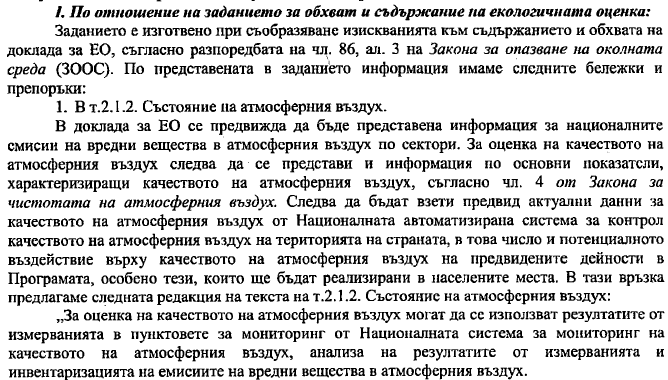 I. По отношение на заданието за обхват и съдържание на екологичната оценка:
Заданието е изготвено при съобразяване изискванията към съдържанието и обхвата на
доклада за ЕО, съгласно разпоредбата на чл. 86, ал. 3 на Закона за опазване на околната
среда (ЗООС). По представената в заданието информация имаме следните бележки и
препоръки:
1. В т.2.1.2. Състояние на атмосферния въздух.
В доклада за ЕО се предвижда да бъде представена информация за националните
емисии на вредни вещества в атмосферния въздух по сектори. За оценка на качеството на
атмосферния въздух следва да се представи и информация по основни показатели,
характеризиращи качеството на атмосферния въздух, съгласно чл. 4 от Закона за
чистотата на атмосферния въздух. Следва да бъдат взети предвид актуални данни за
качеството на атмосферния въздух от Националната автоматизирана система за контрол
качеството на атмосферния въздух на територията на страната, в това число и потенциалното
въздействие върху качеството на атмосферния въздух на предвидените дейности в
Програмата, особено тези, които ще бъдат реализирани в населените места. В тази връзка
предлагаме следната редакция на текста на т.2.1.2. Състояние на атмосферния въздух:
„За оценка на качеството на атмосферния въздух могат да се използват резултатите от
измерванията в пунктовете за мониторинг от Националната система за мониторинг на
качеството на атмосферния въздух, анализа на резултатите от измерванията и
инвентаризацията на емисиите на вредни вещества в атмосферния въздух.